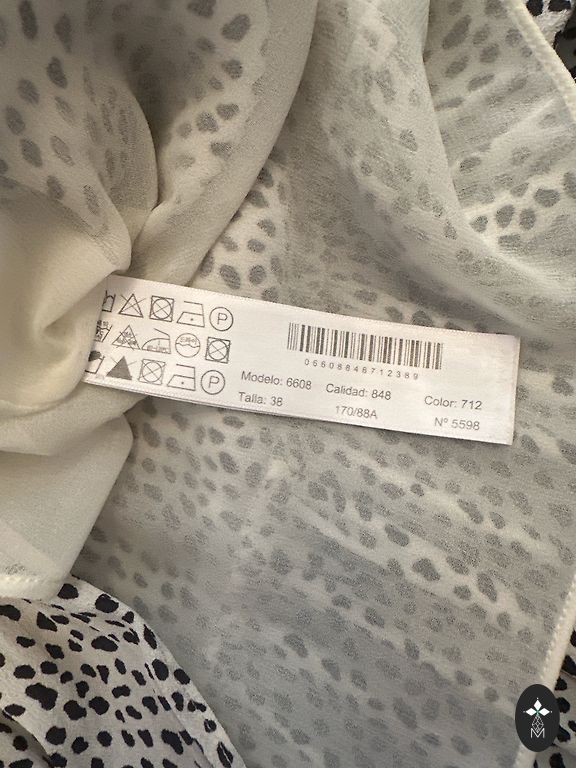 06608848712389
Modelo: 6608 Calidad: 848 Color: 712
Talla: 38 170/88A Nº 5598
P
P
M